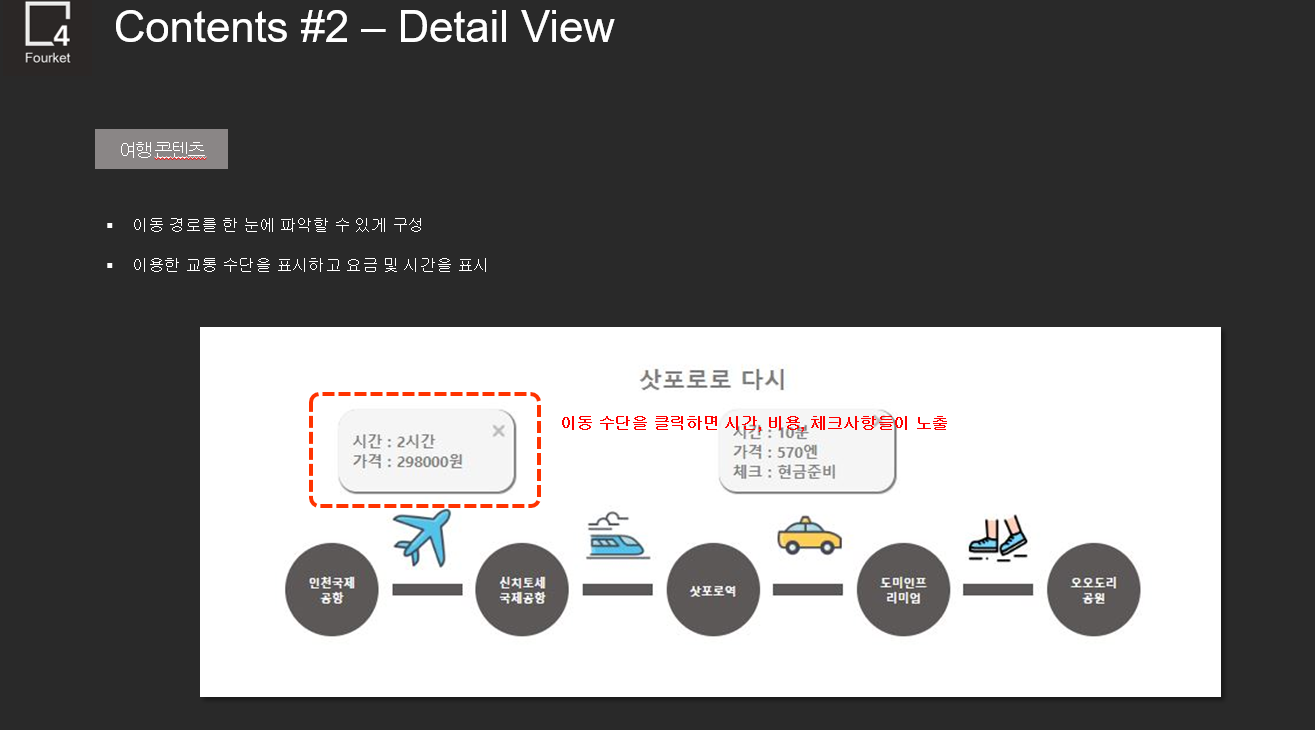 4
Fourket
Contents #2 – Detail View
여행콘텐츠
▪ 이동 경로를 한 눈에 파악할 수 있게 구성
▪ 이용한 교통 수단을 표시하고 요금 및 시간을 표시
삿포로로 다시
이동 수단을 클릭하면 시간, 비용, 체크사항들이 노출
시간 : 2시간
가격 : 298000원
시간 : 10분
가격 : 570엔
체크 : 현금준비
인천국제
공항
신치토세
국제공항
삿포로역
도미인프
리미엄
오오도리
공원